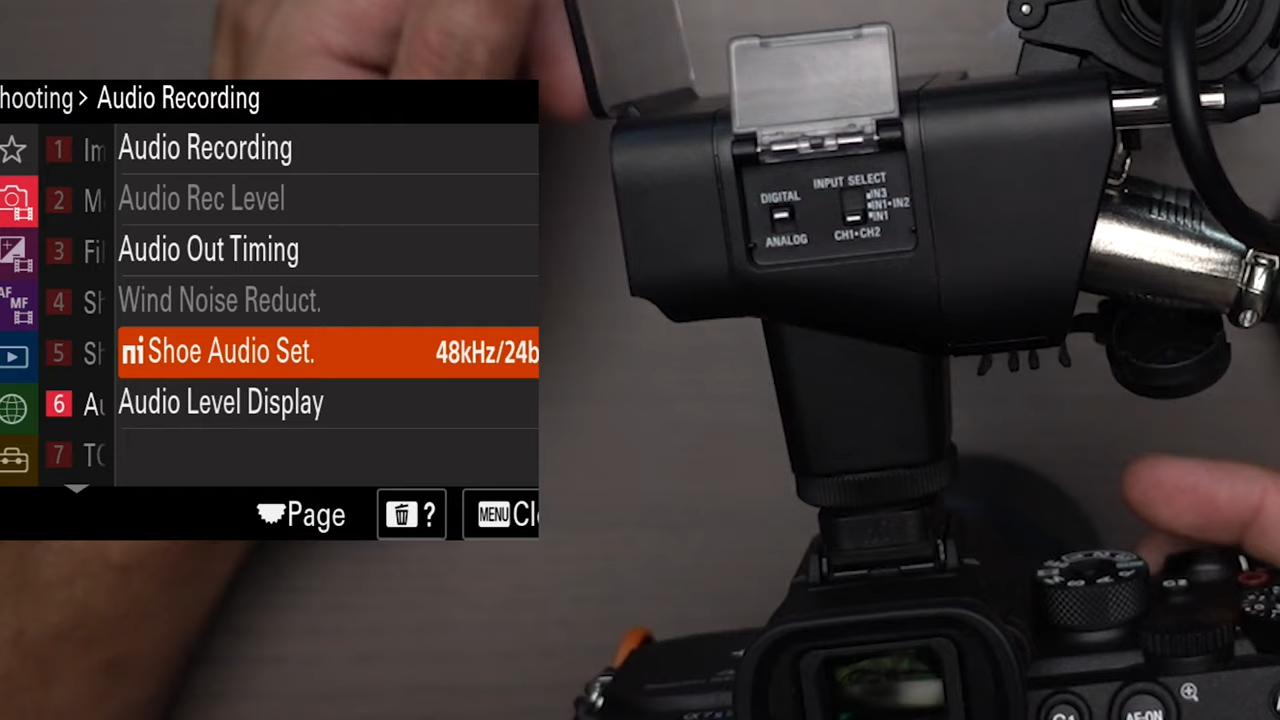 hooting> Audio Recording
1 Im Audio Recording
2 M Audio Rec Level
3 Fil Audio Out Timing
4 Sh Wind Noise Reduct.
5 Sh Shoe Audio Set. 48kHz/24b
6 Au Audio Level Display
7 TC
AF
MF
Page
?
MENU Cl
INPUT SELECT
DIGITAL
IN3
IN1•IN2
IN1
ANALOG
CH1•CH2
AF-ON